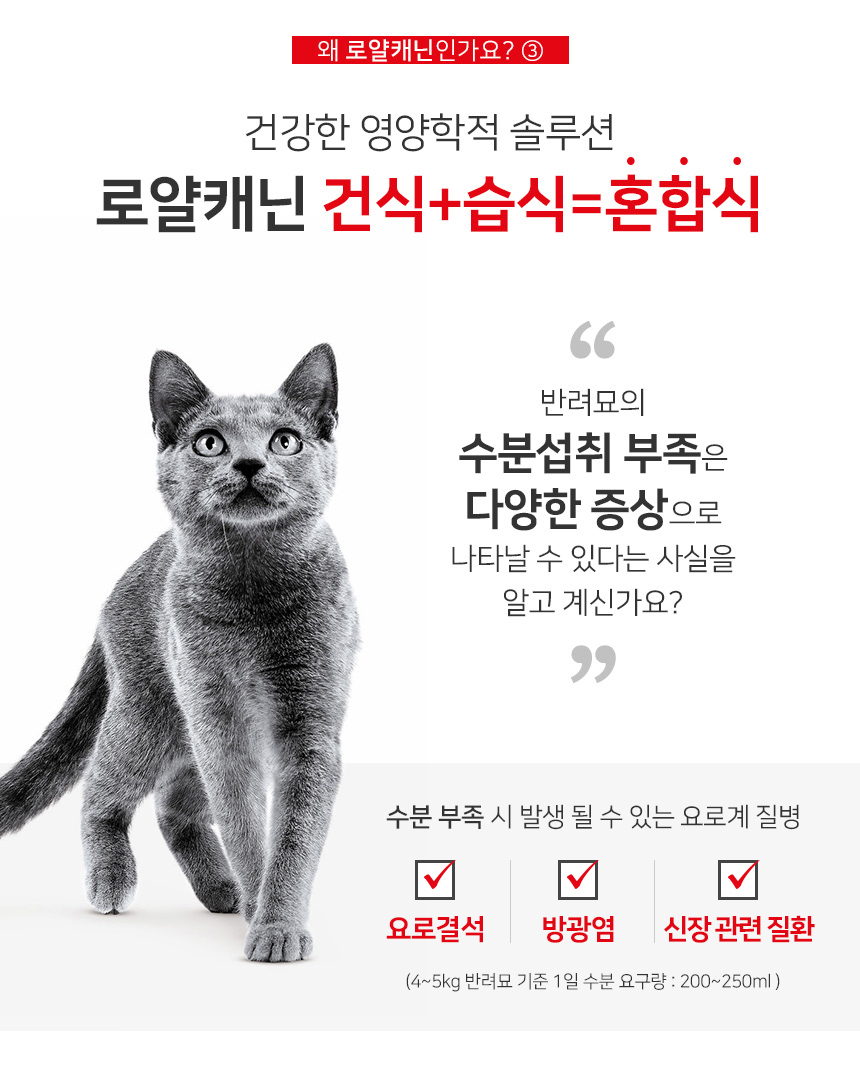 왜 로얄캐닌인가요? ③
건강한 영양학적 솔루션
로얄캐닌 건식+습식=혼합식
“
반려묘의
수분섭취 부족은
다양한 증상으로
나타날 수 있다는 사실을
알고 계신가요?
”
수분 부족 시 발생 될 수 있는 요로계 질병
요로결석 방광염 신장 관련 질환
(4~5kg 반려묘 기준 1일 수분 요구량 : 200~250ml )